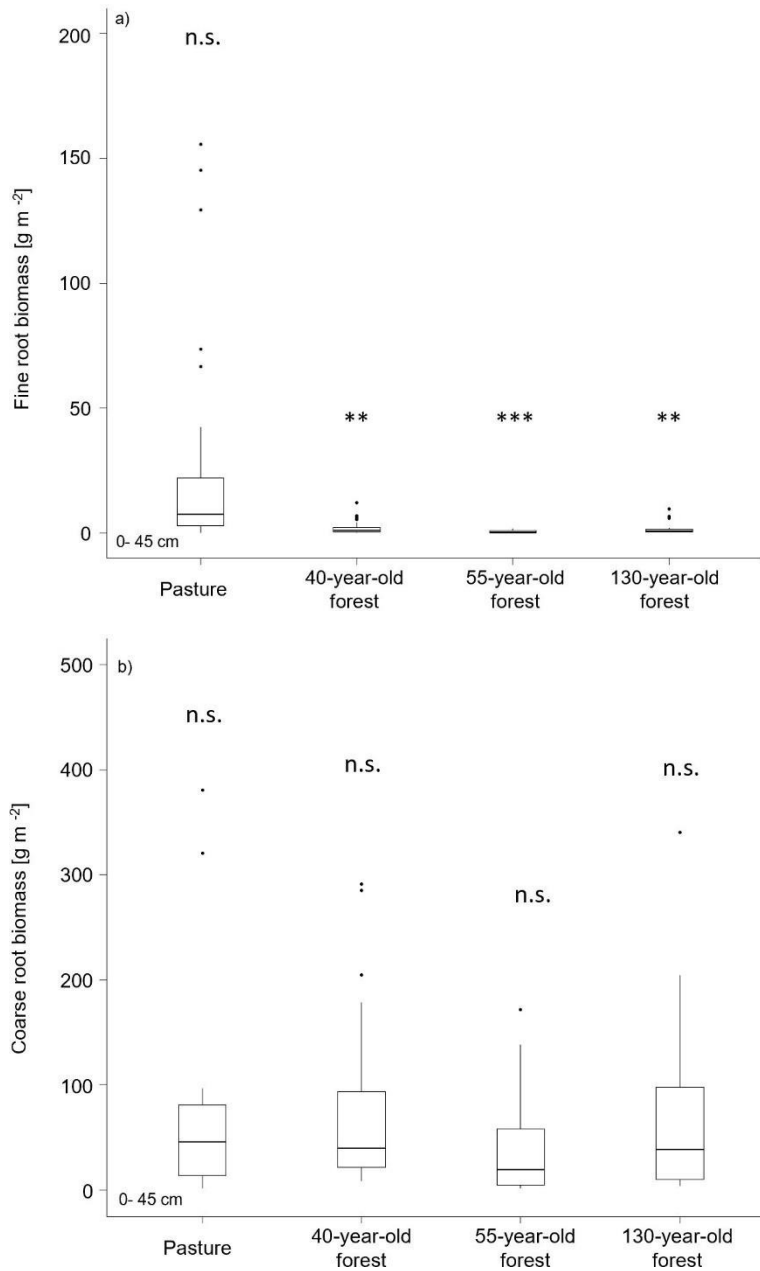 a)
200
n.s.
150
100
50
**
***
**
0
0- 45 cm
Fine root biomass [g m -2]
Pasture
40-year-old
forest
55-year-old
forest
130-year-old
forest
b)
500
n.s.
400
n.s.
n.s.
300
n.s.
200
100
0
0- 45 cm
Coarse root biomass [g m -2]
Pasture
40-year-old
forest
55-year-old
forest
130-year-old
forest